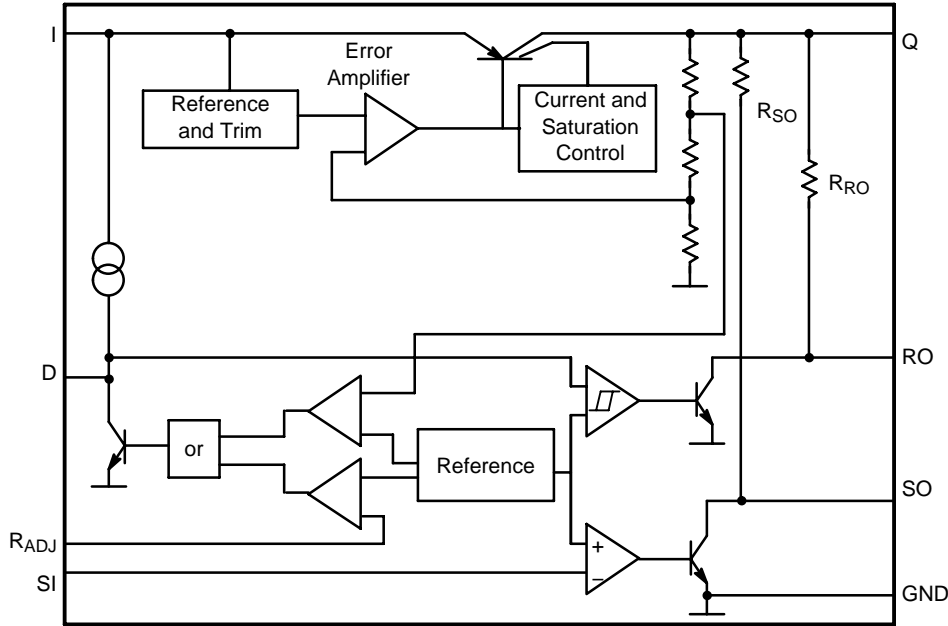 I
Q
Error
Amplifier
Reference
and Trim
Current and
Saturation
Control
RSO
RRO
D
RO
or
Reference
SO
RADJ
SI
+
−
GND